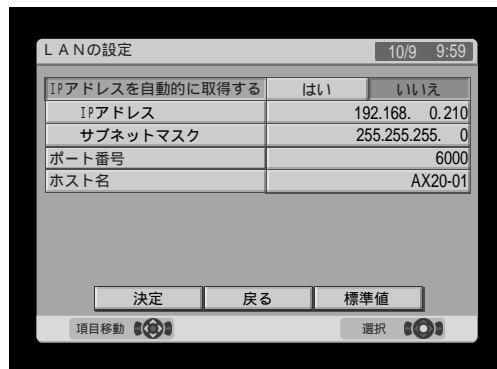 LANの設定 10/9 9:59
IPアドレスを自動的に取得する はい いいえ
IPアドレス 192.168. 0.210
サブネットマスク 255.255.255. 0
ポート番号 6000
ホスト名 AX20-01
決定 戻る 標準値
項目移動 選択